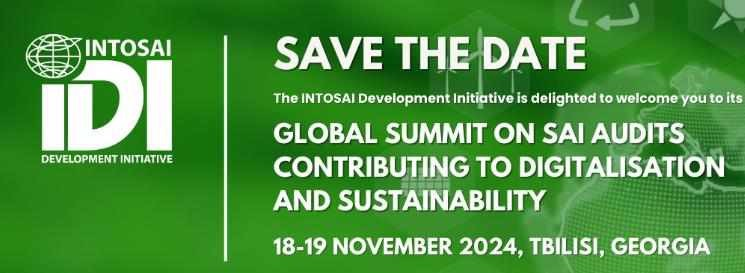 INTOSAI
IDI
DEVELOPMENT INITIATIVE
SAVE THE DATE
The INTOSAI Development Initiative is delighted to welcome you to its
GLOBAL SUMMIT ON SAI AUDITS
CONTRIBUTING TO DIGITALISATION
AND SUSTAINABILITY
18-19 NOVEMBER 2024, TBILISI, GEORGIA